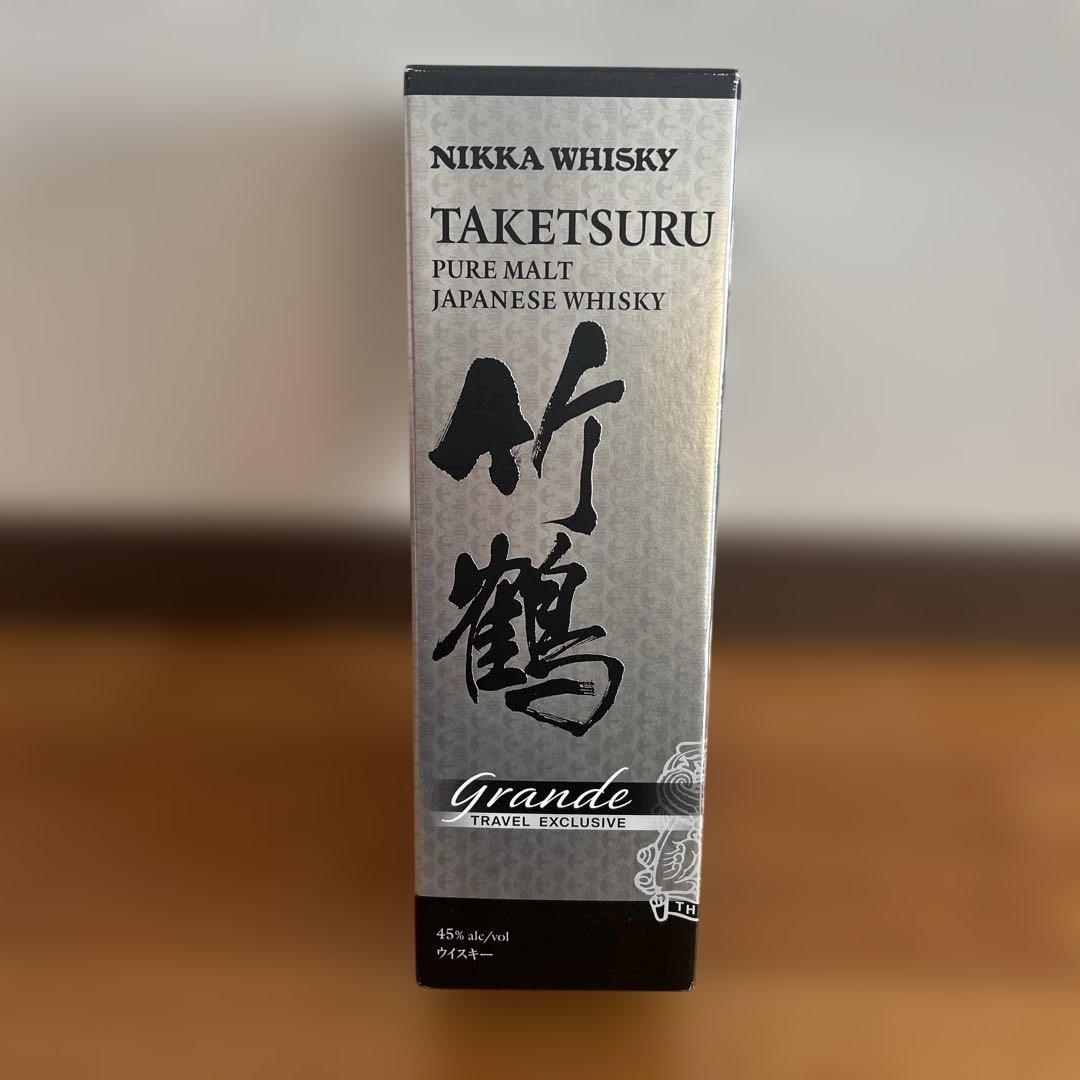 NIKKA WHISKY
TAKETSURU
PURE MALT
JAPANESE WHISKY
竹
鶴
Grande
TRAVEL EXCLUSIVE
TH
45% alc/vol
ウイスキー